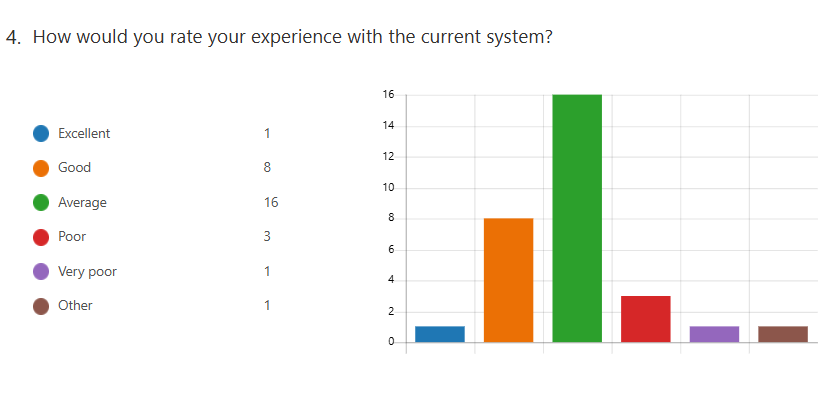 4. How would you rate your experience with the current system?
Excellent 1
Good 8
Average 16
Poor 3
Very poor 1
Other 1
16
14
12
10
8
6
4
2
0